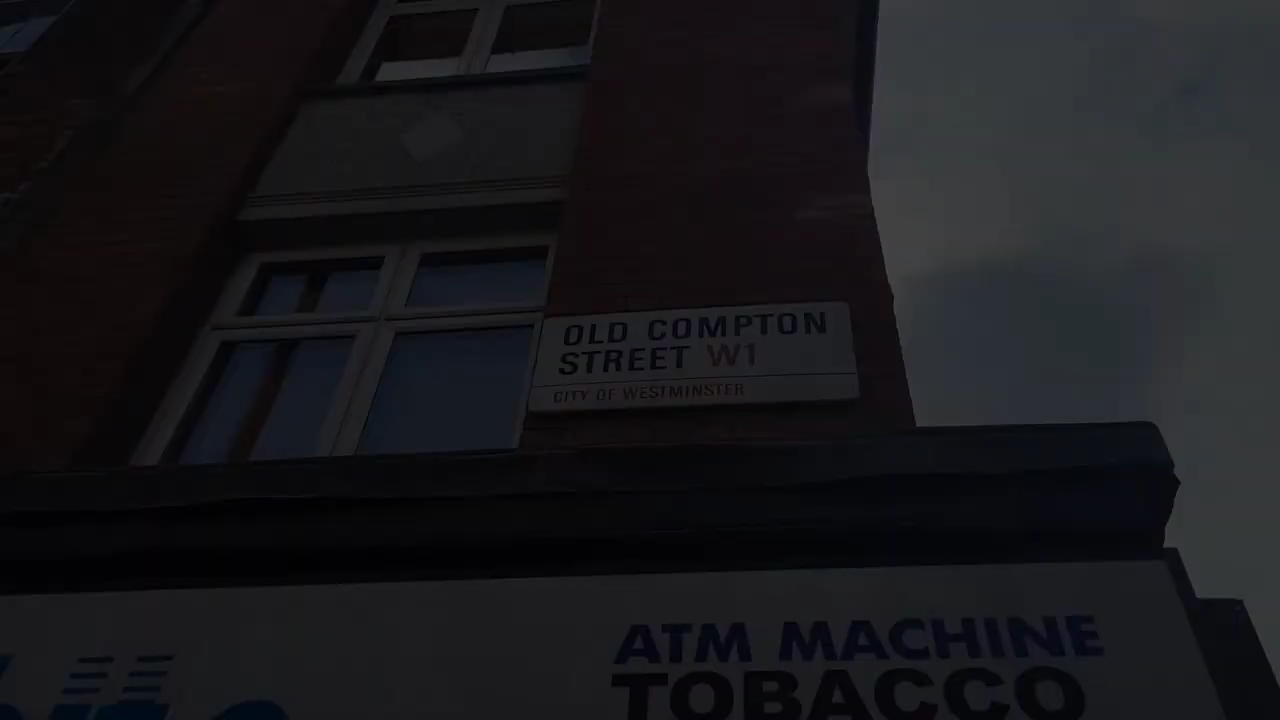 OLD COMPTON
STREET W1
CITY OF WESTMINSTER
ATM MACHINE
TOBACCO